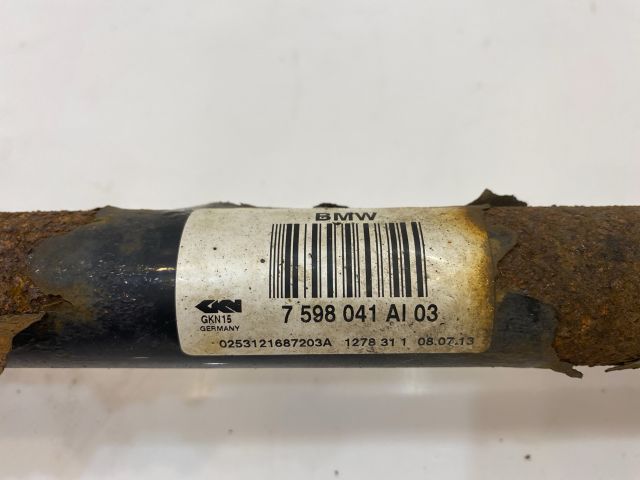 BMW
GKN
7 598 041 AI 03
GKN15
GERMANY
0253121687203A 1278 31 1 08.07.13